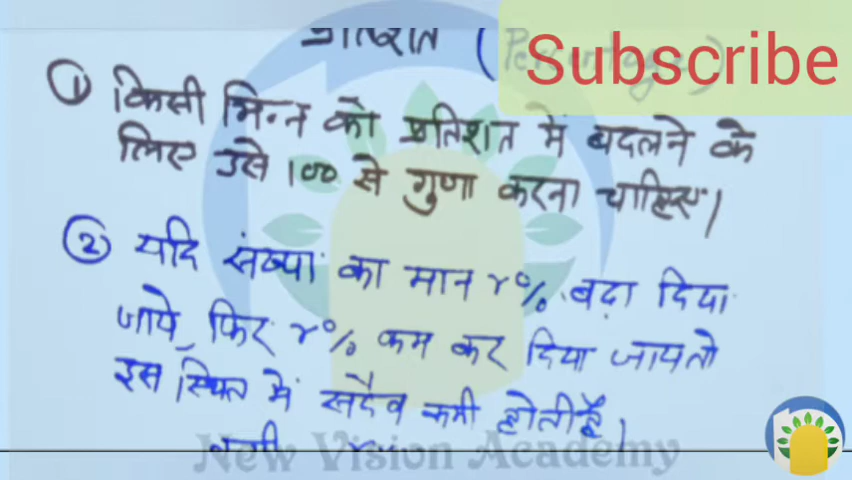 प्रतिशत (Percentage)
Subscribe
① किसी भिन्न को प्रतिशत में बदलने के
लिए उसे 100 से गुणा करना चाहिए।
② यदि संख्या का मान r% बढ़ा दिया
जाये, फिर r% कम कर दिया जाय तो
इस स्थित में सदैव कमी होती है।
New Vision Academy